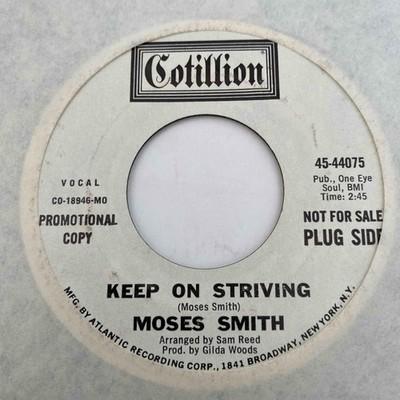 Cotillion
VOCAL
CO-18946-MO
PROMOTIONAL
COPY
45-44075
Pub., One Eye
Soul, BMI
Time: 2:45
NOT FOR SALE
PLUG SIDE
KEEP ON STRIVING
(Moses Smith)
MOSES SMITH
Arranged by Sam Reed
Prod. by Gilda Woods
MFG. BY ATLANTIC RECORDING CORP., 1841 BROADWAY, NEW YORK, N.Y.